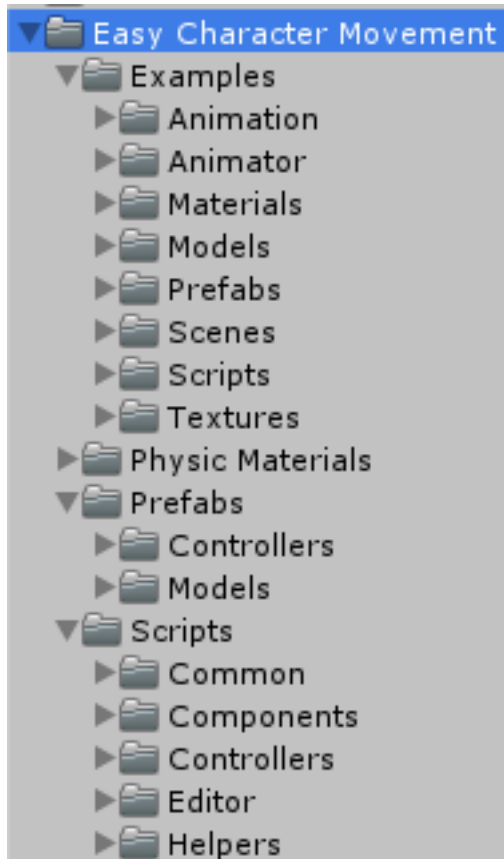 Easy Character Movement
Examples
Animation
Animator
Materials
Models
Prefabs
Scenes
Scripts
Textures
Physic Materials
Prefabs
Controllers
Models
Scripts
Common
Components
Controllers
Editor
Helpers